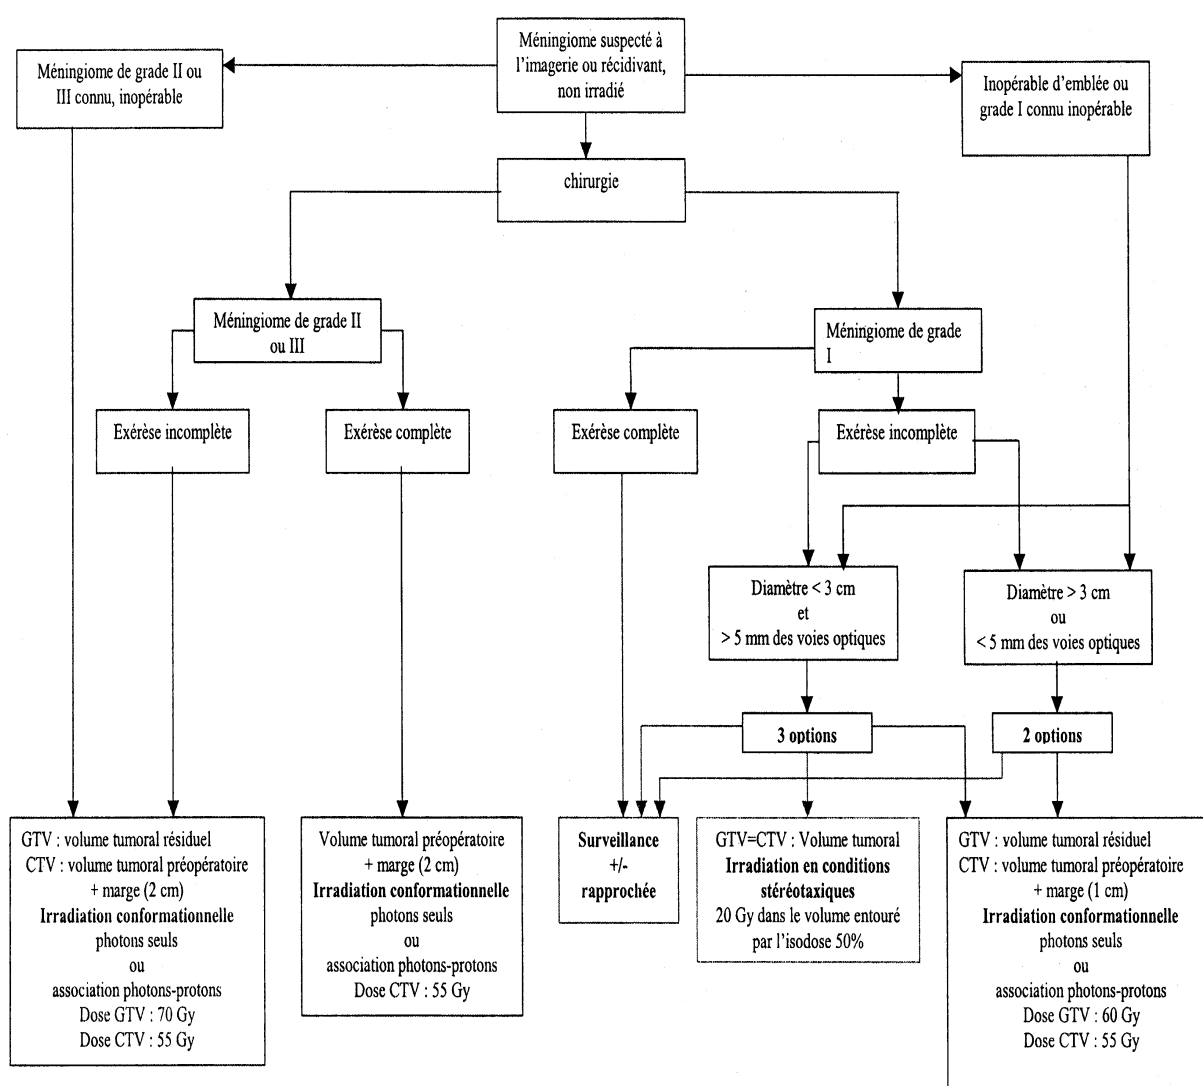 Méningiome suspecté à
l'imagerie ou récidivant,
non irradié
Méningiome de grade II ou
III connu, inopérable
Inopérable d'emblée ou
grade I connu inopérable
chirurgie
Méningiome de grade II
ou III
Méningiome de grade
I
Exérèse incomplète
Exérèse complète
Exérèse complète
Exérèse incomplète
Diamètre < 3 cm
et
> 5 mm des voies optiques
Diamètre > 3 cm
ou
< 5 mm des voies optiques
3 options
2 options
GTV : volume tumoral résiduel
CTV : volume tumoral préopératoire
+ marge (2 cm)
Irradiation conformationnelle
photons seuls
ou
association photons-protons
Dose GTV : 70 Gy
Dose CTV : 55 Gy
Volume tumoral préopératoire
+ marge (2 cm)
Irradiation conformationnelle
photons seuls
ou
association photons-protons
Dose CTV : 55 Gy
Surveillance
+/-
rapprochée
GTV=CTV : Volume tumoral
Irradiation en conditions
stéréotaxiques
20 Gy dans le volume entouré
par l'isodose 50%
GTV : volume tumoral résiduel
CTV : volume tumoral préopératoire
+ marge (1 cm)
Irradiation conformationnelle
photons seuls
ou
association photons-protons
Dose GTV : 60 Gy
Dose CTV : 55 Gy